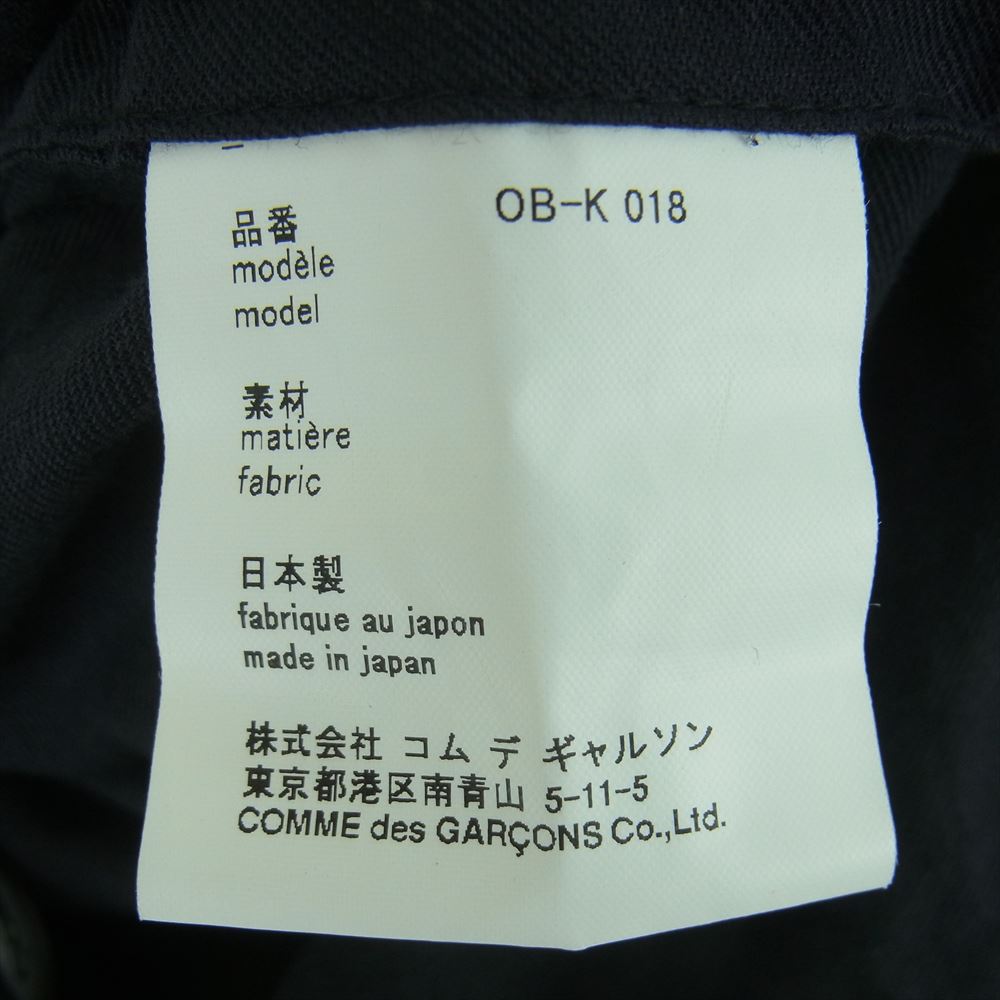 品番 OB-K 018
modèle
model
素材
matière
fabric
日本製
fabrique au japon
made in japan
株式会社 コム デ ギャルソン
東京都港区南青山 5-11-5
COMME des GARÇONS Co.,Ltd.